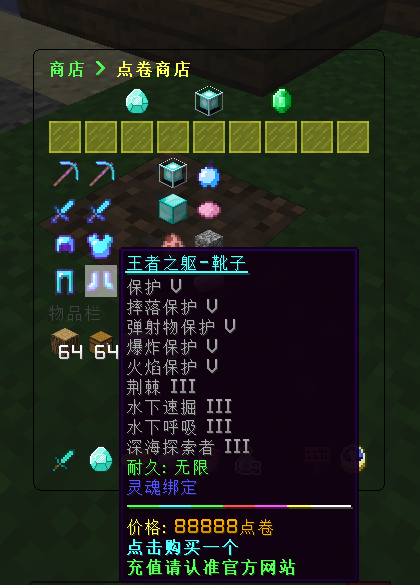 商店 > 点卷商店
王者之躯-靴子
保护 V
摔落保护 V
弹射物保护 V
爆炸保护 V
火焰保护 V
荆棘 III
水下速掘 III
水下呼吸 III
深海探索者 III
耐久: 无限
灵魂绑定
物品栏
64
64
价格: 88888点卷
点击购买一个
充值请认准官方网站